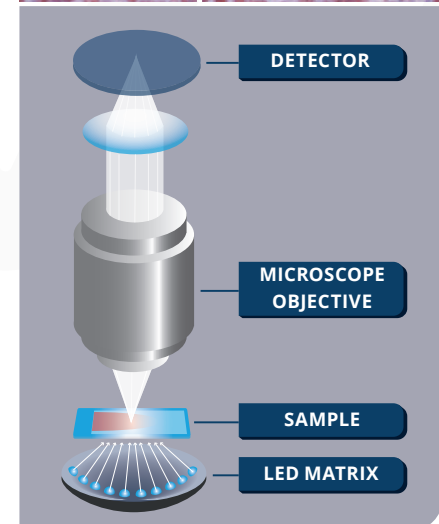 DETECTOR
MICROSCOPE
OBJECTIVE
SAMPLE
LED MATRIX